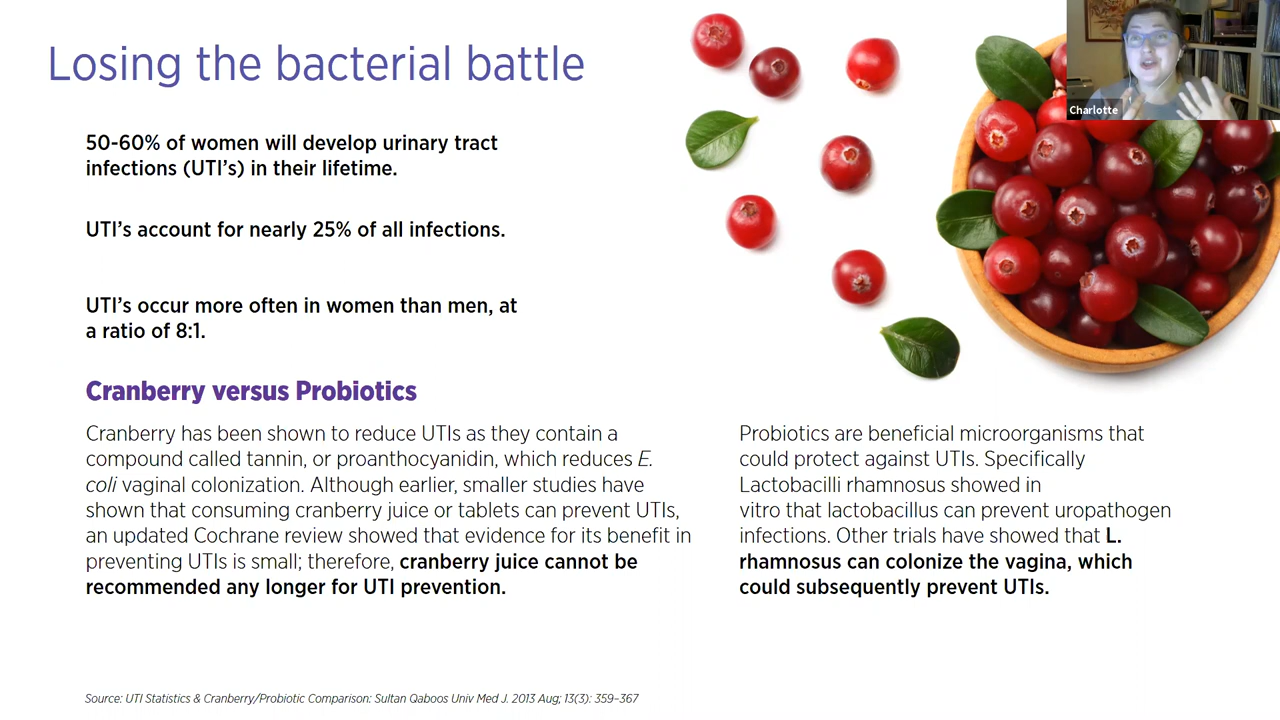 Losing the bacterial battle
Charlotte
50-60% of women will develop urinary tract
infections (UTI's) in their lifetime.
UTI's account for nearly 25% of all infections.
UTI's occur more often in women than men, at
a ratio of 8:1.
Cranberry versus Probiotics
Cranberry has been shown to reduce UTIs as they contain a
compound called tannin, or proanthocyanidin, which reduces E.
coli vaginal colonization. Although earlier, smaller studies have
shown that consuming cranberry juice or tablets can prevent UTIs,
an updated Cochrane review showed that evidence for its benefit in
preventing UTIs is small; therefore, cranberry juice cannot be
recommended any longer for UTI prevention.
Probiotics are beneficial microorganisms that
could protect against UTIs. Specifically
Lactobacilli rhamnosus showed in
vitro that lactobacillus can prevent uropathogen
infections. Other trials have showed that L.
rhamnosus can colonize the vagina, which
could subsequently prevent UTIs.
Source: UTI Statistics & Cranberry/Probiotic Comparison: Sultan Qaboos Univ Med J. 2013 Aug; 13(3): 359–367